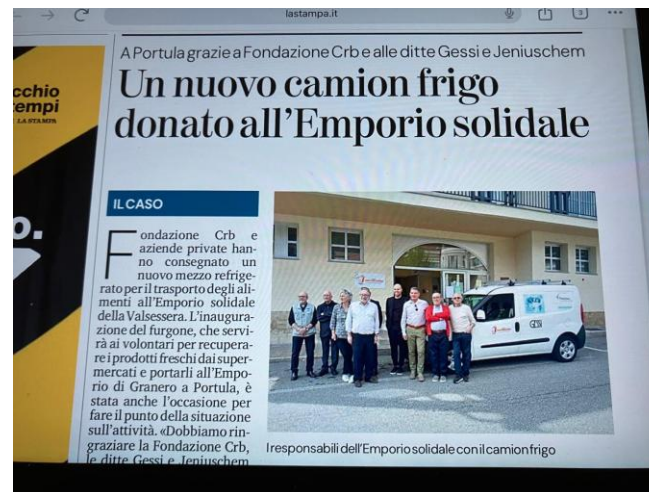 lastampa.it
3
cchio
empi
LA STAMPA
o.
A Portula grazie a Fondazione Crb e alle ditte Gessi e Jeniuschem
Un nuovo camion frigo
donato all'Emporio solidale
IL CASO
Fondazione Crb e
aziende private han-
no consegnato un
nuovo mezzo refrige-
rato per il trasporto degli ali-
menti all'Emporio solidale
della Valsessera. L'inaugura-
zione del furgone, che servi-
rà ai volontari per recupera-
re i prodotti freschi dai super-
mercati e portarli all'Empo-
rio di Granero a Portula, è
stata anche l'occasione per
fare il punto della situazione
sull'attività. «Dobbiamo rin-
graziare la Fondazione Crb,
le ditte Gessi e Jeniuschem
I responsabili dell'Emporio solidale con il camion frigo